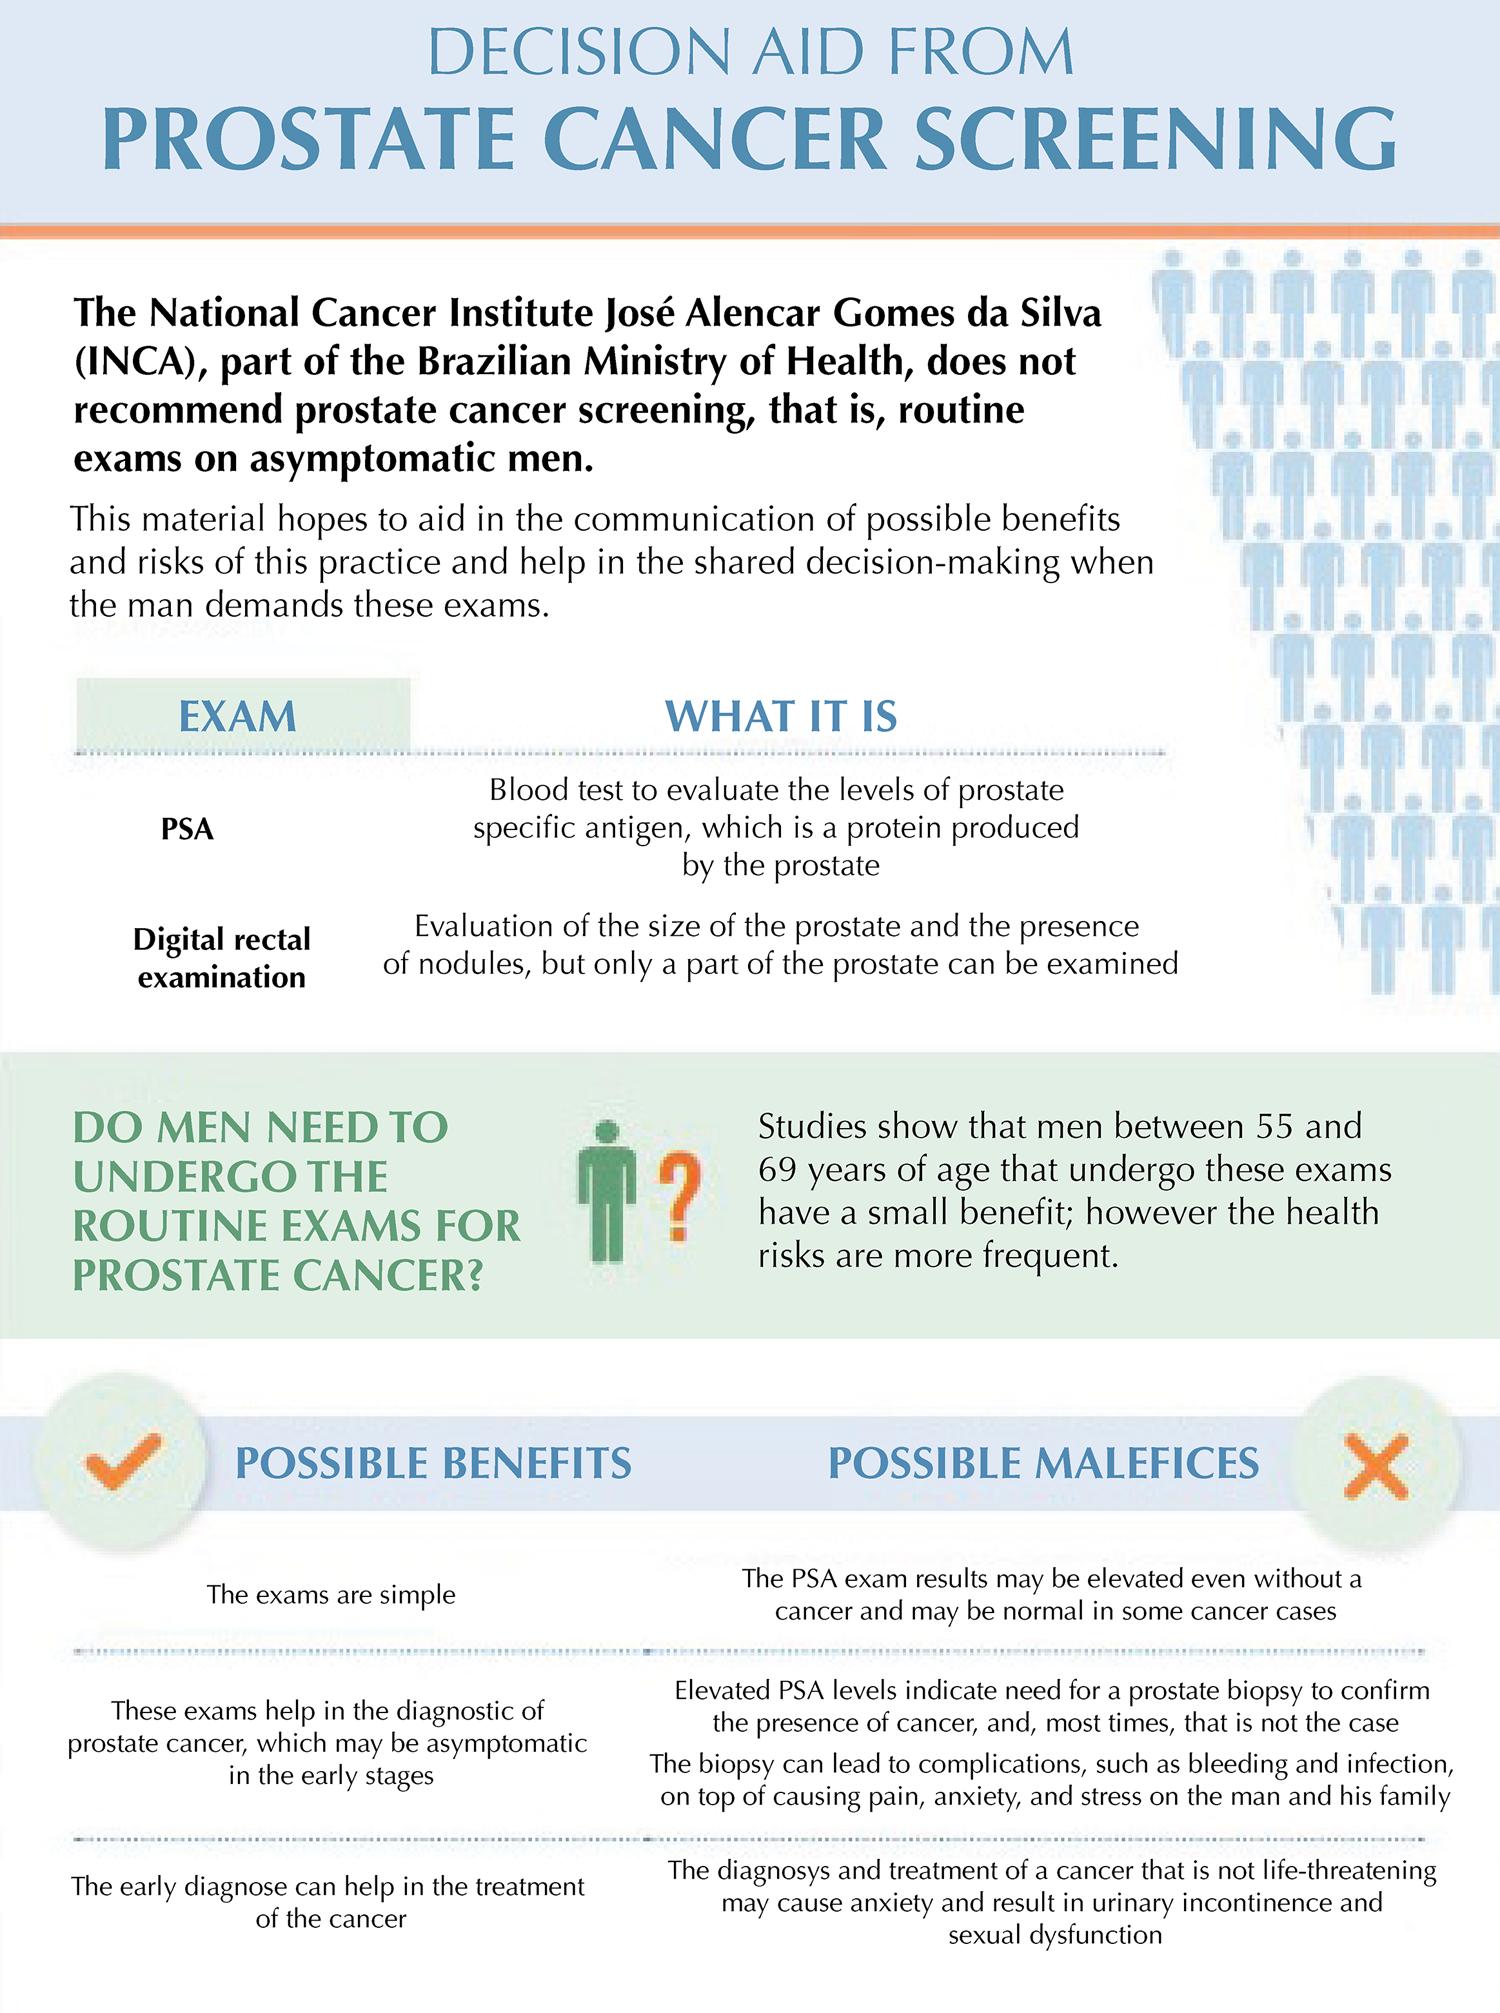 DECISION AID FROM
PROSTATE CANCER SCREENING
The National Cancer Institute José Alencar Gomes da Silva
(INCA), part of the Brazilian Ministry of Health, does not
recommend prostate cancer screening, that is, routine
exams on asymptomatic men.
This material hopes to aid in the communication of possible benefits
and risks of this practice and help in the shared decision-making when
the man demands these exams.
EXAM
WHAT IT IS
PSA
Blood test to evaluate the levels of prostate
specific antigen, which is a protein produced
by the prostate
Digital rectal
examination
Evaluation of the size of the prostate and the presence
of nodules, but only a part of the prostate can be examined
DO MEN NEED TO
UNDERGO THE
ROUTINE EXAMS FOR
PROSTATE CANCER?
?
Studies show that men between 55 and
69 years of age that undergo these exams
have a small benefit; however the health
risks are more frequent.
POSSIBLE BENEFITS
POSSIBLE MALEFICES
The exams are simple
The PSA exam results may be elevated even without a
cancer and may be normal in some cancer cases
These exams help in the diagnostic of
prostate cancer, which may be asymptomatic
in the early stages
Elevated PSA levels indicate need for a prostate biopsy to confirm
the presence of cancer, and, most times, that is not the case
The biopsy can lead to complications, such as bleeding and infection,
on top of causing pain, anxiety, and stress on the man and his family
The early diagnose can help in the treatment
of the cancer
The diagnosys and treatment of a cancer that is not life-threatening
may cause anxiety and result in urinary incontinence and
sexual dysfunction